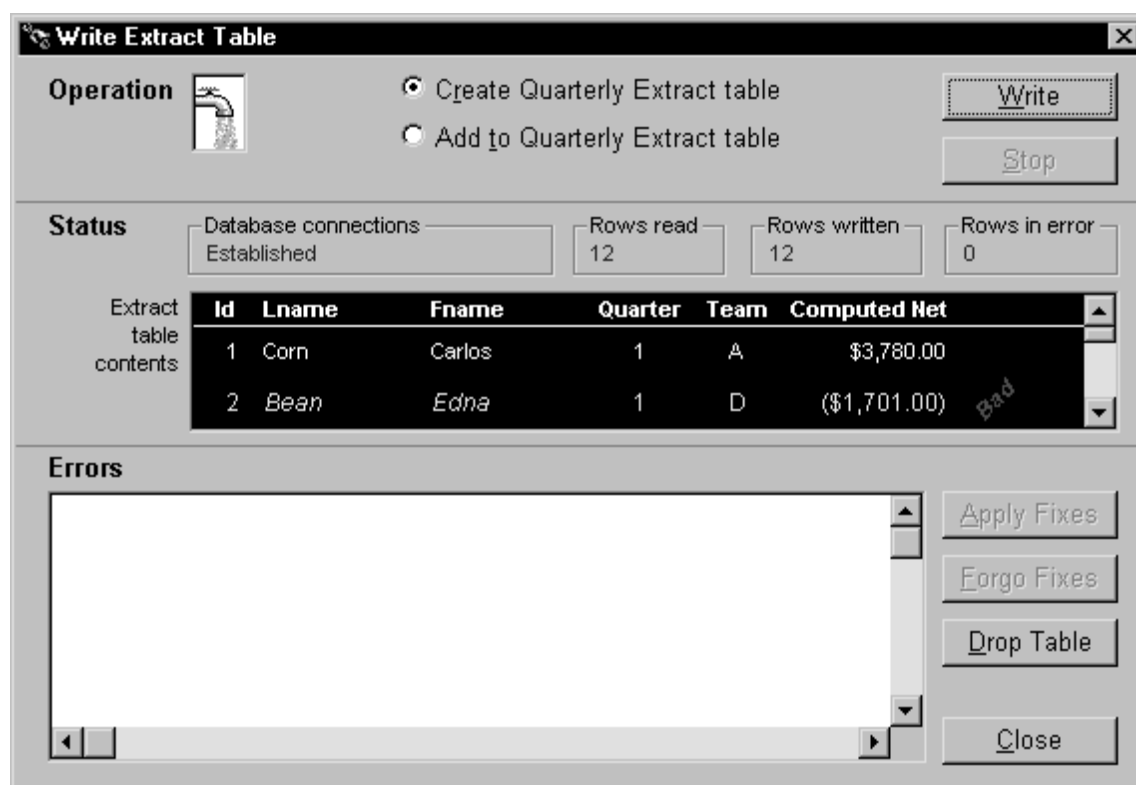 Write Extract Table
Operation
Create Quarterly Extract table
Add to Quarterly Extract table
Write
Stop
Status
Database connections
Established
Rows read
12
Rows written
12
Rows in error
0
Extract
table
contents
Id Lname Fname Quarter Team Computed Net
1 Corn Carlos 1 A $3,780.00
2 Bean Edna 1 D ($1,701.00) Bad
Errors
Apply Fixes
Forgo Fixes
Drop Table
Close